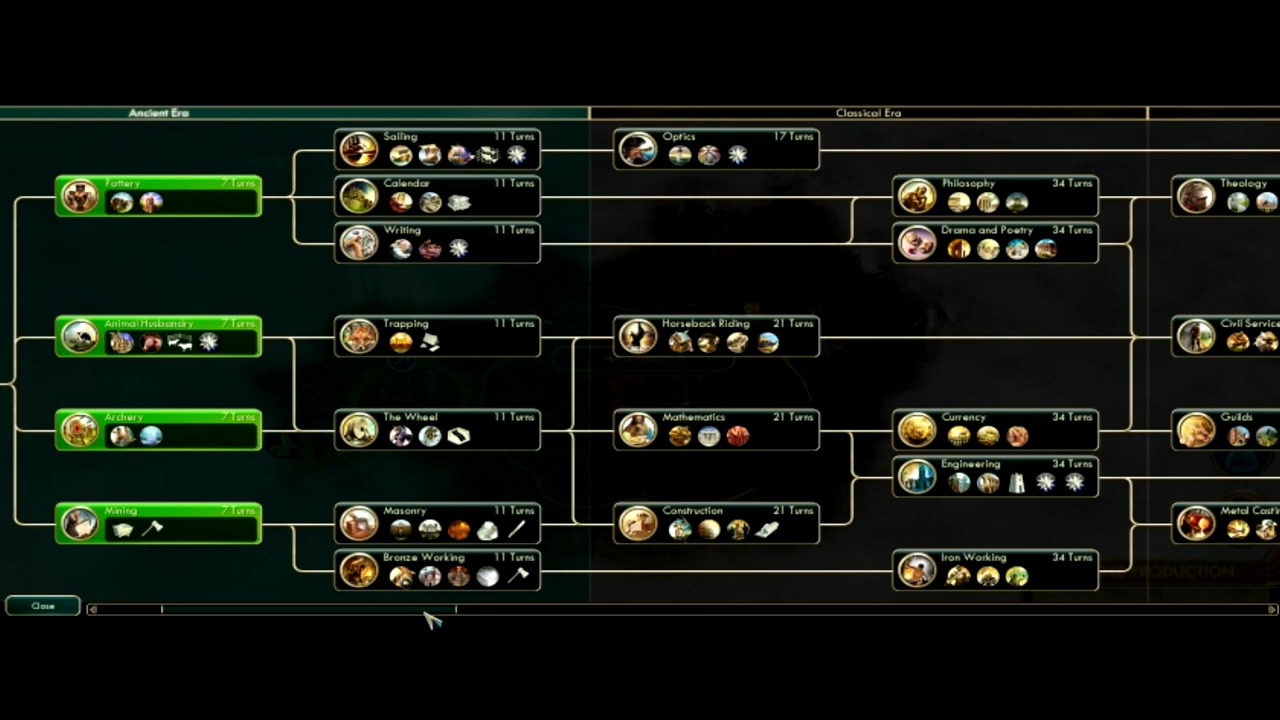 Ancient Era
Classical Era
Sailing 11 Turns
Optics 17 Turns
Pottery 7 Turns
Calendar 11 Turns
Philosophy 34 Turns
Theology
Writing 11 Turns
Drama and Poetry 34 Turns
Animal Husbandry 7 Turns
Trapping 11 Turns
Horseback Riding 21 Turns
Civil Service
Archery 7 Turns
The Wheel 11 Turns
Mathematics 21 Turns
Currency 34 Turns
Guilds
Engineering 34 Turns
Mining 7 Turns
Masonry 11 Turns
Construction 21 Turns
Metal Casti
Bronze Working 11 Turns
Iron Working 34 Turns
PRODUCTION
Close